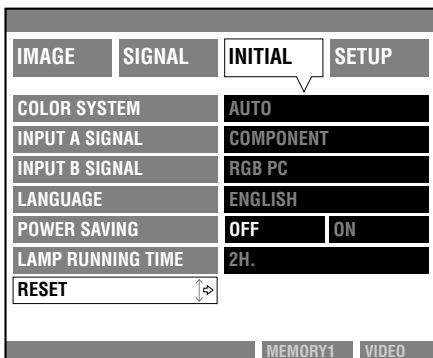 IMAGE SIGNAL INITIAL SETUP
COLOR SYSTEM AUTO
INPUT A SIGNAL COMPONENT
INPUT B SIGNAL RGB PC
LANGUAGE ENGLISH
POWER SAVING OFF ON
LAMP RUNNING TIME 2H.
RESET
MEMORY1 VIDEO